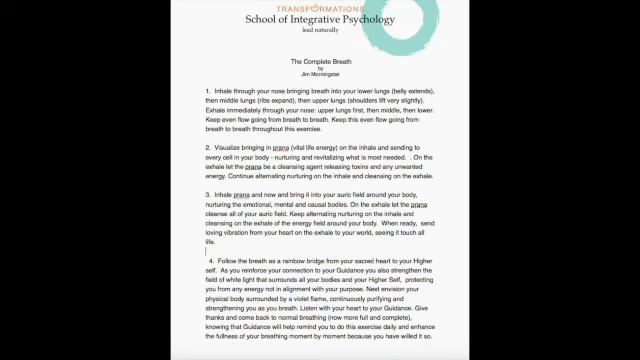 TRANSFORMATIONS
School of Integrative Psychology
lead naturally
The Complete Breath
by
Jim Morningstar
1. Inhale through your nose bringing breath into your lower lungs (belly extends),
then middle lungs (ribs expand), then upper lungs (shoulders lift very slightly).
Exhale immediately through your nose: upper lungs first, then middle, then lower.
Keep even flow going from breath to breath. Keep this even flow going from
breath to breath throughout this exercise.
2. Visualize bringing in prana (vital life energy) on the inhale and sending to
every cell in your body - nurturing and revitalizing what is most needed. . On the
exhale let the prana be a cleansing agent releasing toxins and any unwanted
energy. Continue alternating nurturing on the inhale and cleansing on the exhale.
3. Inhale prana and now and bring it into your auric field around your body,
nurturing the emotional, mental and causal bodies. On the exhale let the prana
cleanse all of your auric field. Keep alternating nurturing on the inhale and
cleansing on the exhale of the energy field around your body. When ready, send
loving vibration from your heart on the exhale to your world, seeing it touch all
life.
4. Follow the breath as a rainbow bridge from your sacred heart to your Higher
self. As you reinforce your connection to your Guidance you also strengthen the
field of white light that surrounds all your bodies and your Higher Self, protecting
you from any energy not in alignment with your purpose. Next envision your
physical body surrounded by a violet flame, continuously purifying and
strengthening you as you breath. Listen with your heart to your Guidance. Give
thanks and come back to normal breathing (now more full and complete),
knowing that Guidance will help remind you to do this exercise daily and enhance
the fullness of your breathing moment by moment because you have willed it so.